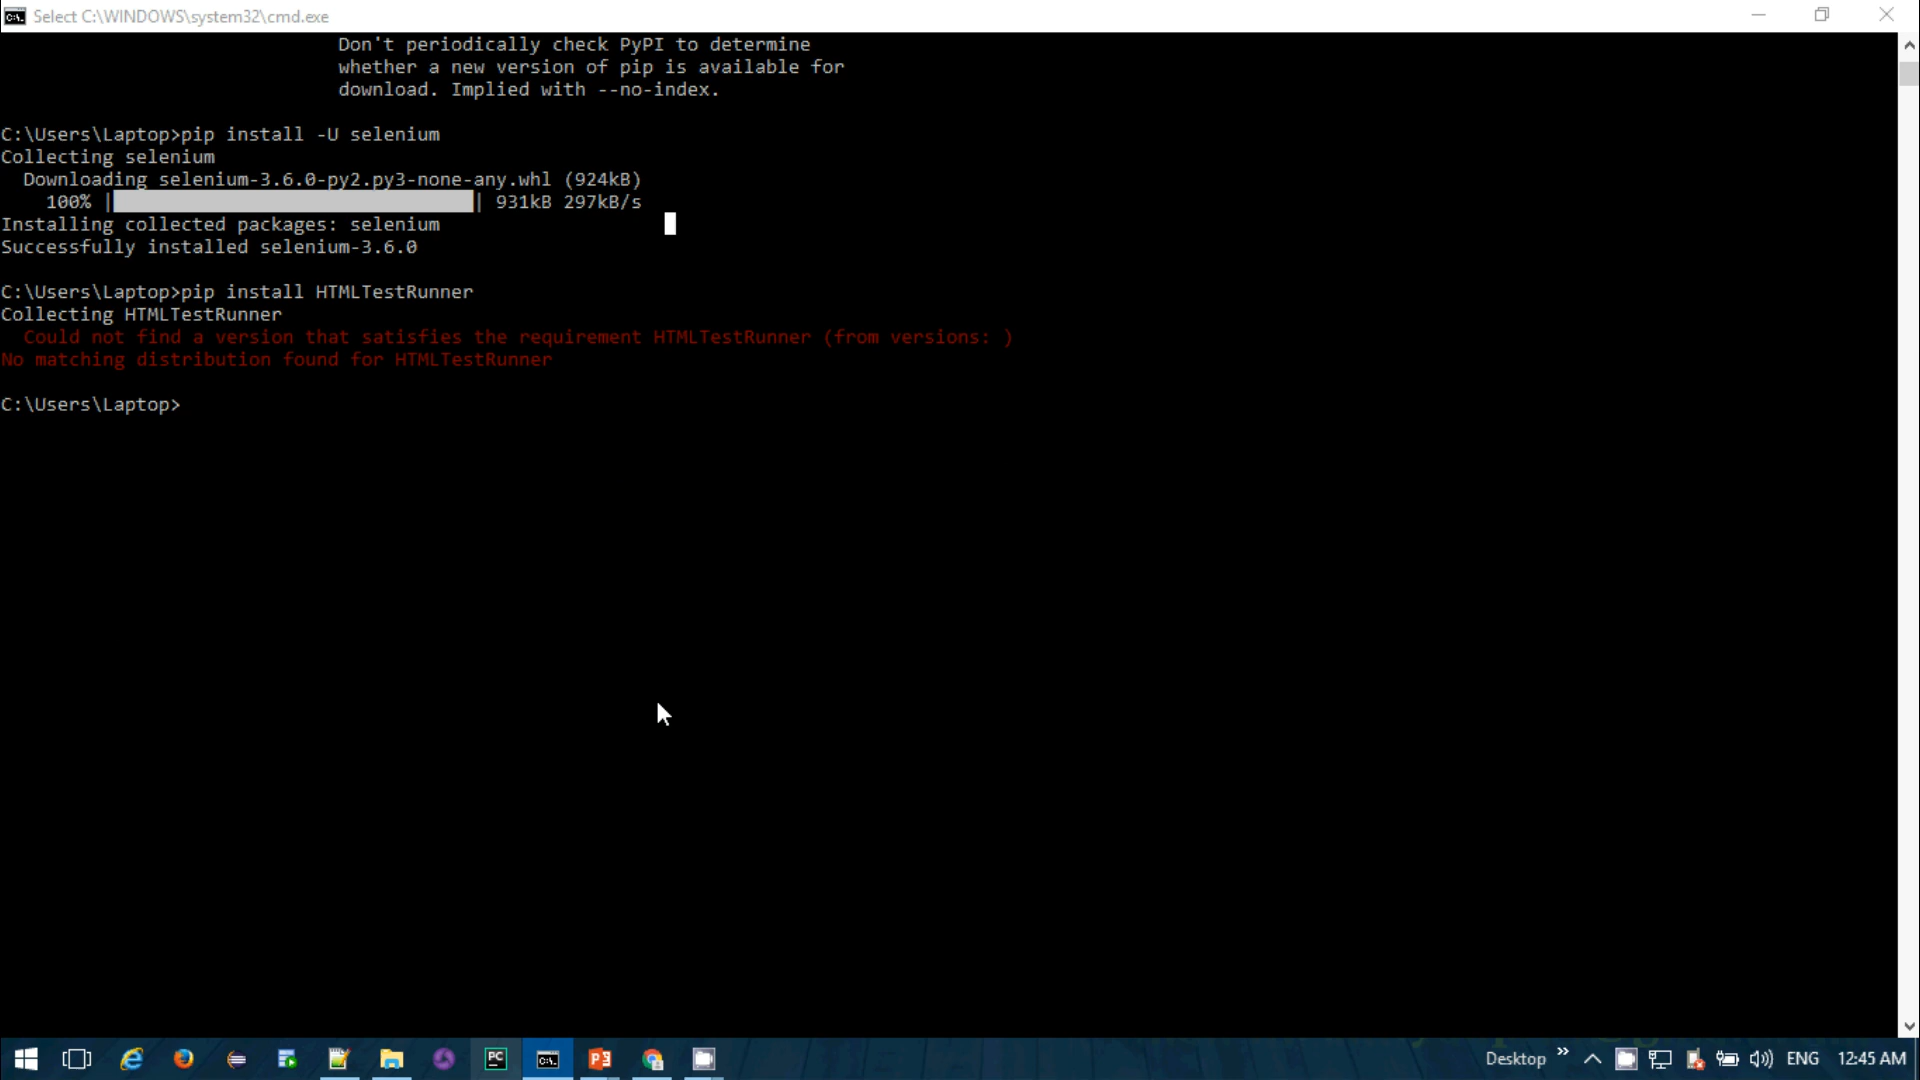 Select C:\WINDOWS\system32\cmd.exe
Don't periodically check PyPI to determine
whether a new version of pip is available for
download. Implied with --no-index.
C:\Users\Laptop>pip install -U selenium
Collecting selenium
Downloading selenium-3.6.0-py2.py3-none-any.whl (924kB)
100% |████████████████████████████████| 931kB 297kB/s
Installing collected packages: selenium
Successfully installed selenium-3.6.0
C:\Users\Laptop>pip install HTMLTestRunner
Collecting HTMLTestRunner
Could not find a version that satisfies the requirement HTMLTestRunner (from versions: )
No matching distribution found for HTMLTestRunner
C:\Users\Laptop>
Desktop » ENG 12:45 AM